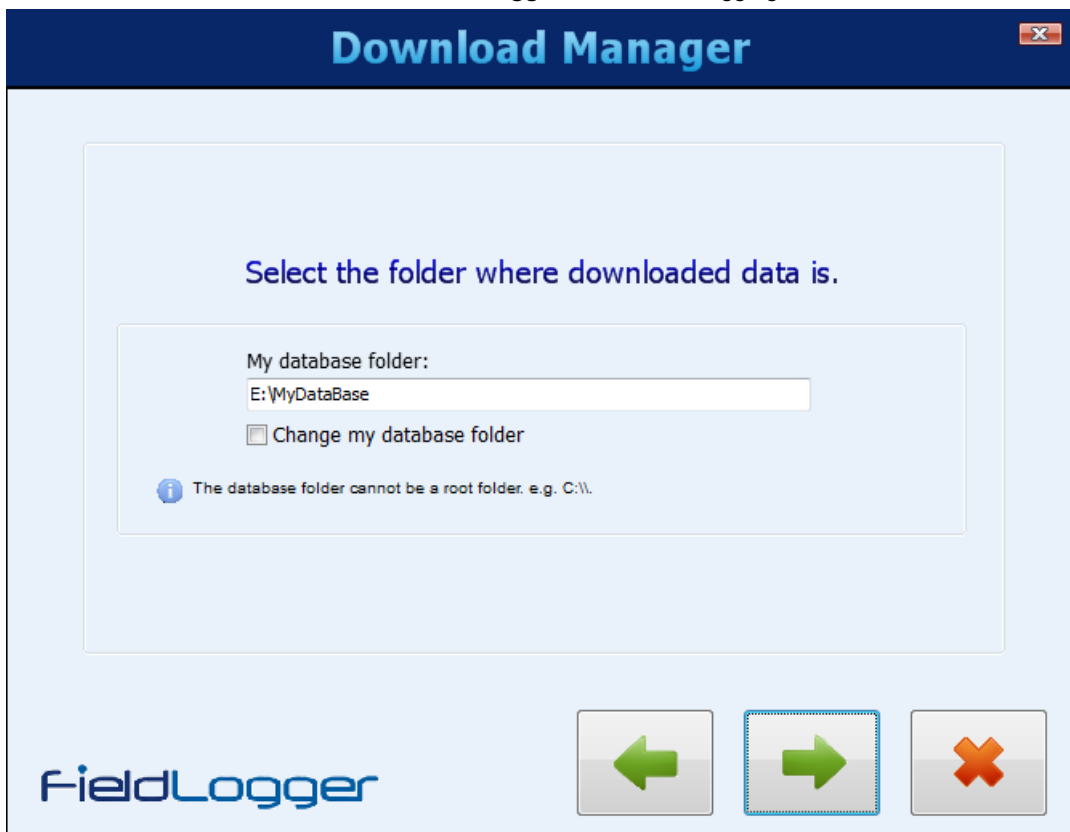 Download Manager
Select the folder where downloaded data is.
My database folder:
E:\MyDataBase
Change my database folder
The database folder cannot be a root folder. e.g. C:\\.
FieldLogger